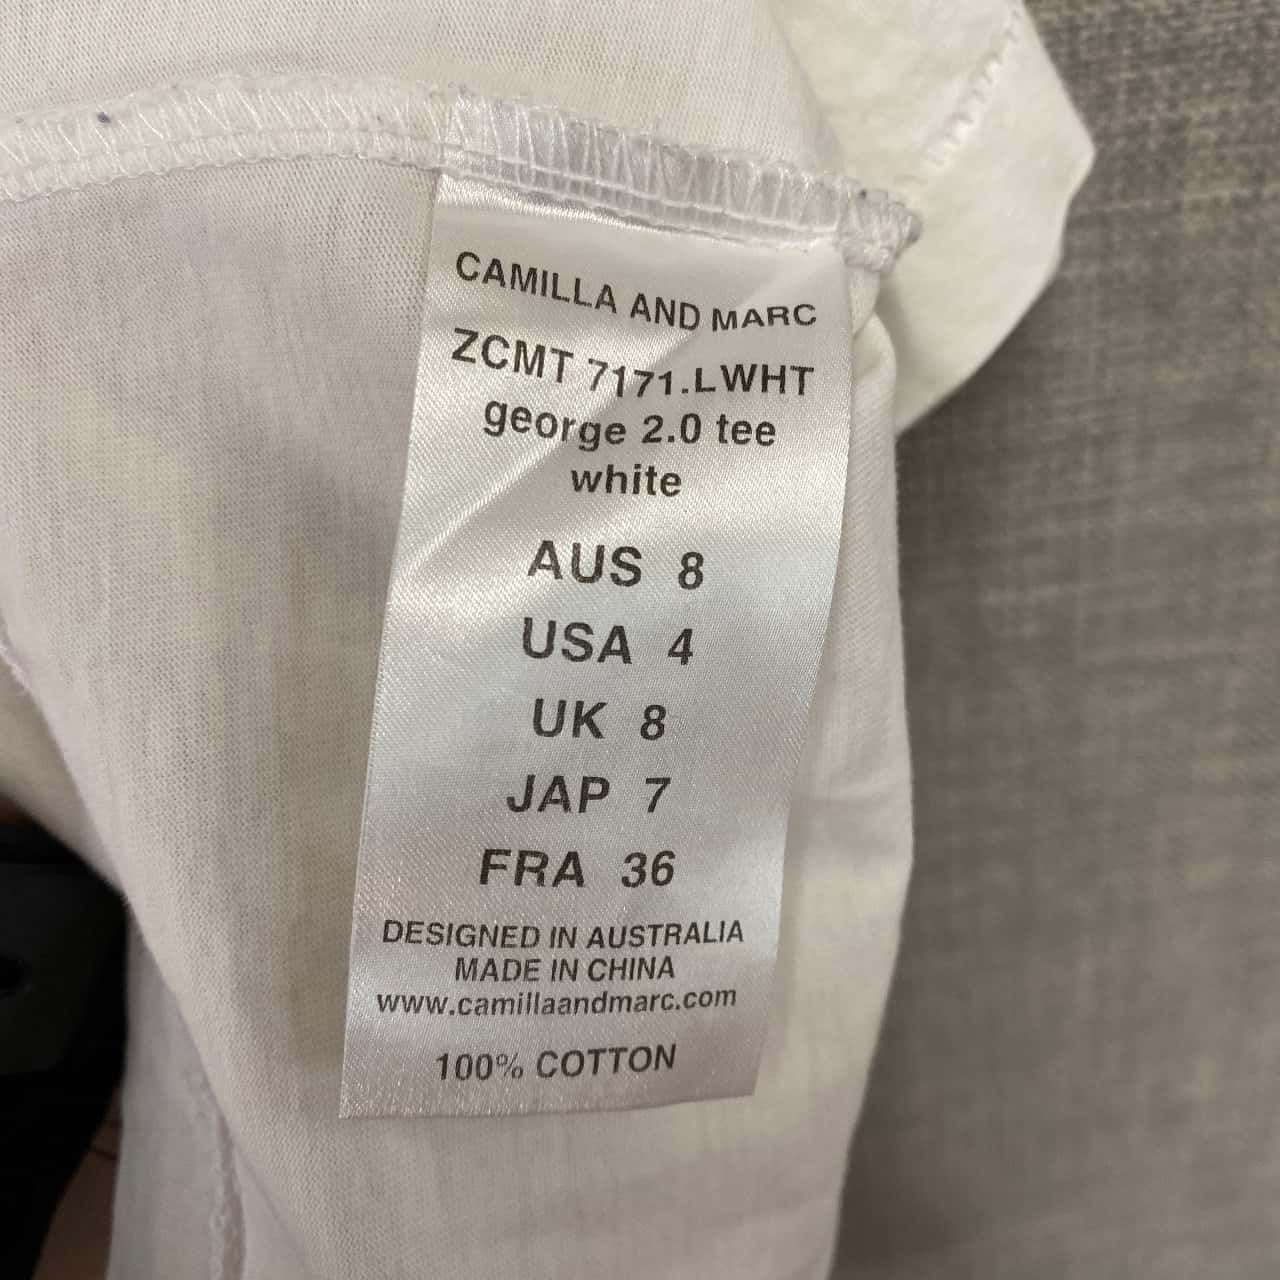 CAMILLA AND MARC
ZCMT 7171.LWHT
george 2.0 tee
white
AUS 8
USA 4
UK 8
JAP 7
FRA 36
DESIGNED IN AUSTRALIA
MADE IN CHINA
www.camillaandmarc.com
100% COTTON